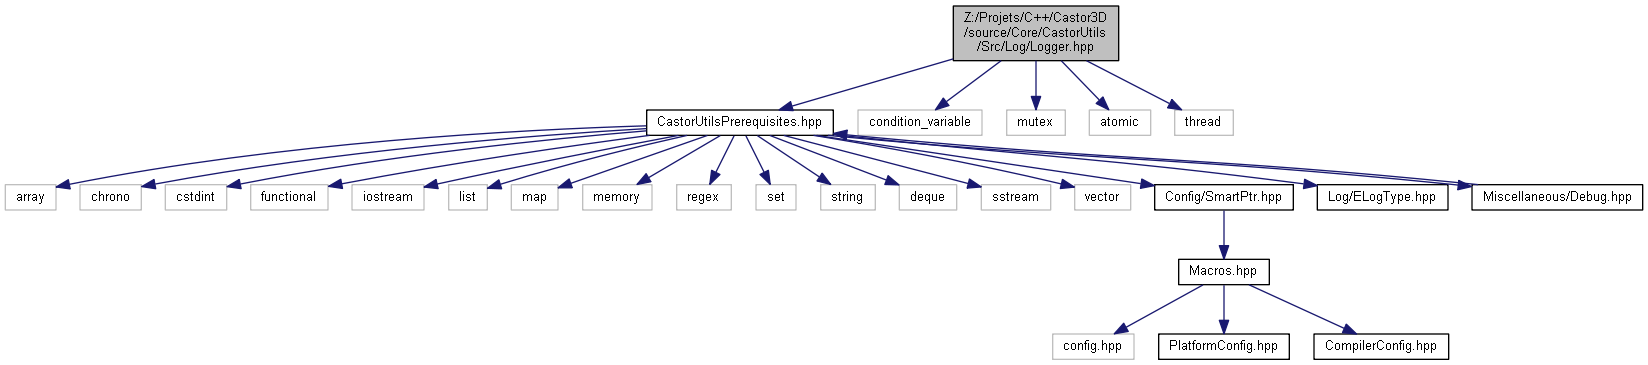 Z:/Projets/C++/Castor3D
/source/Core/CastorUtils
/Src/Log/Logger.hpp
CastorUtilsPrerequisites.hpp
condition_variable
mutex
atomic
thread
array
chrono
cstdint
functional
iostream
list
map
memory
regex
set
string
deque
sstream
vector
Config/SmartPtr.hpp
Log/ELogType.hpp
Miscellaneous/Debug.hpp
Macros.hpp
config.hpp
PlatformConfig.hpp
CompilerConfig.hpp